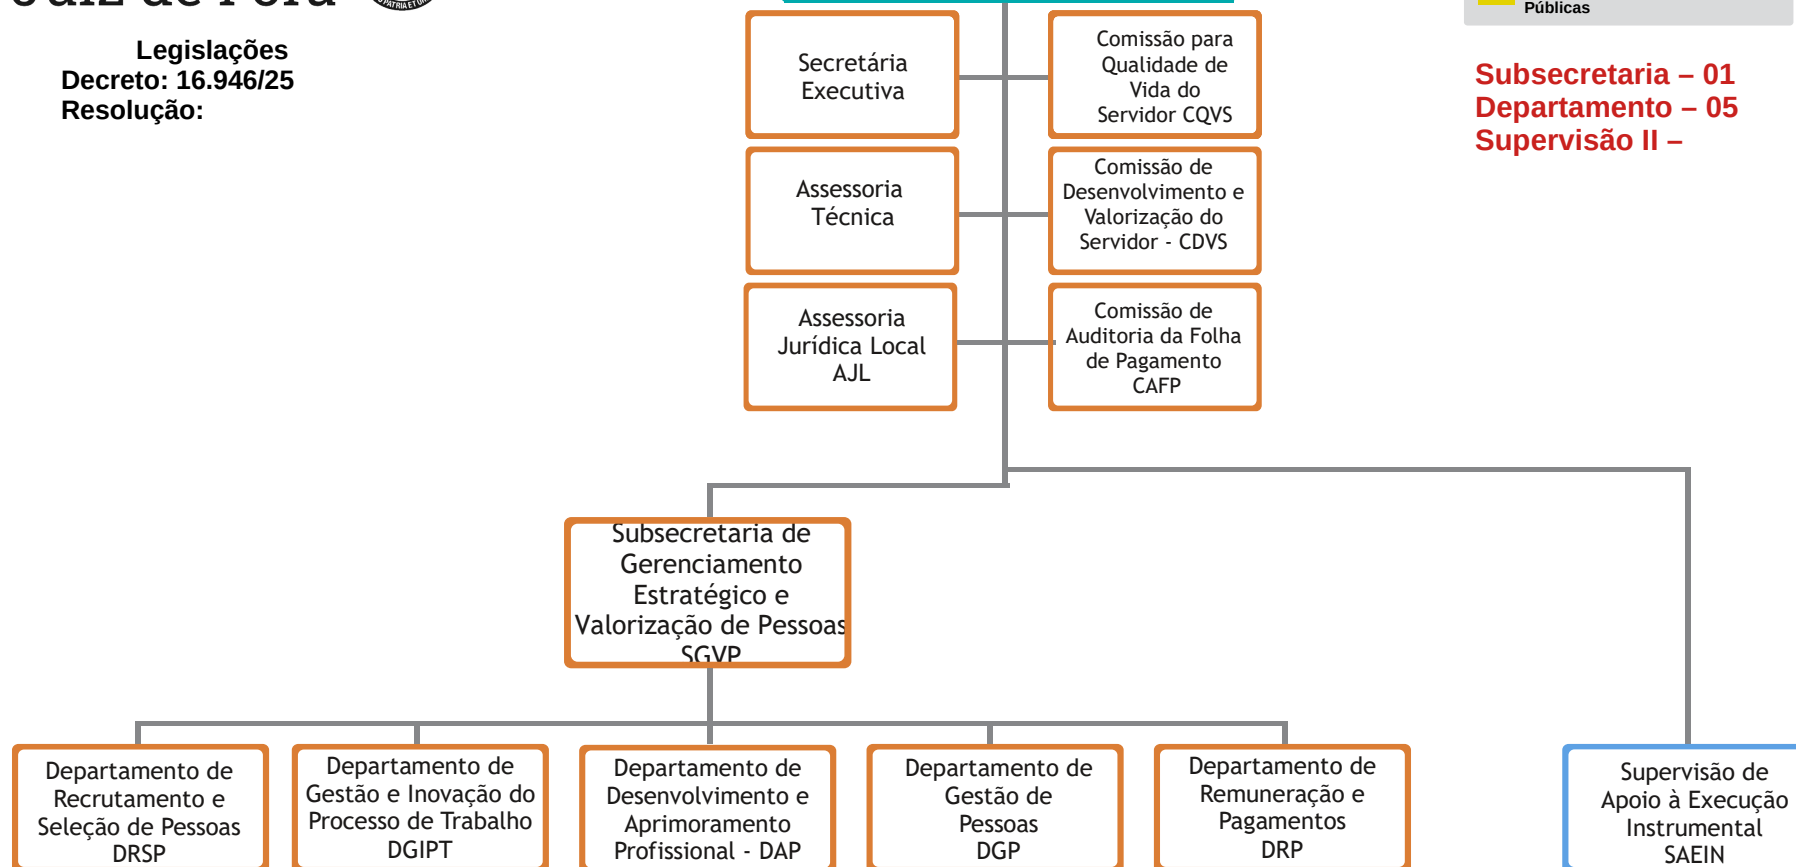 Juiz de Fora
Públicas
Legislações
Decreto: 16.946/25
Resolução:
Subsecretaria – 01
Departamento – 05
Supervisão II –
Secretária
Executiva
Comissão para
Qualidade de
Vida do
Servidor CQVS
Assessoria
Técnica
Comissão de
Desenvolvimento e
Valorização do
Servidor - CDVS
Assessoria
Jurídica Local
AJL
Comissão de
Auditoria da Folha
de Pagamento
CAFP
Subsecretaria de
Gerenciamento
Estratégico e
Valorização de Pessoas
SGVP
Departamento de
Recrutamento e
Seleção de Pessoas
DRSP
Departamento de
Gestão e Inovação do
Processo de Trabalho
DGIPT
Departamento de
Desenvolvimento e
Aprimoramento
Profissional - DAP
Departamento de
Gestão de
Pessoas
DGP
Departamento de
Remuneração e
Pagamentos
DRP
Supervisão de
Apoio à Execução
Instrumental
SAEIN